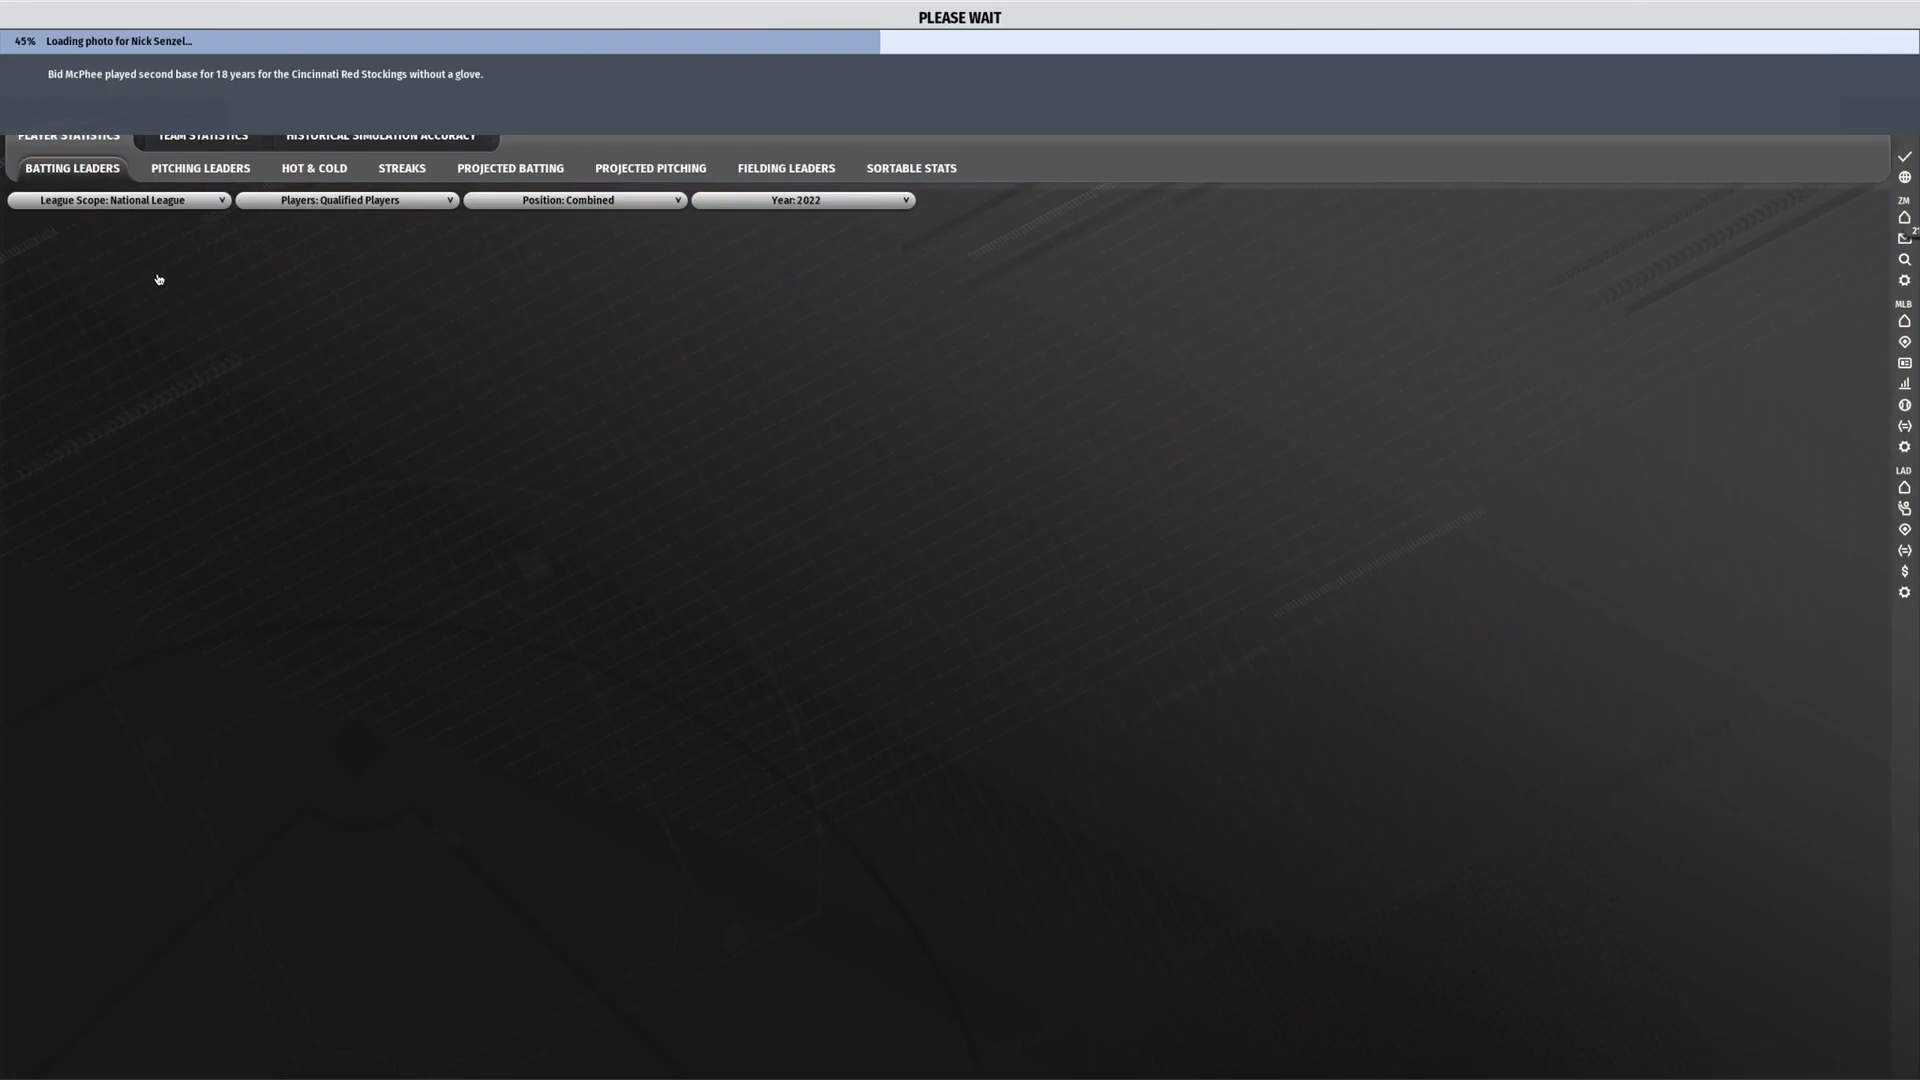 PLEASE WAIT
45% Loading photo for Nick Senzel...
Bid McPhee played second base for 18 years for the Cincinnati Red Stockings without a glove.
PLAYER STATISTICS TEAM STATISTICS HISTORICAL SIMULATION ACCURACY
BATTING LEADERS PITCHING LEADERS HOT & COLD STREAKS PROJECTED BATTING PROJECTED PITCHING FIELDING LEADERS SORTABLE STATS
League Scope: National League Players: Qualified Players Position: Combined Year: 2022
ZM
MLB
LAD
$